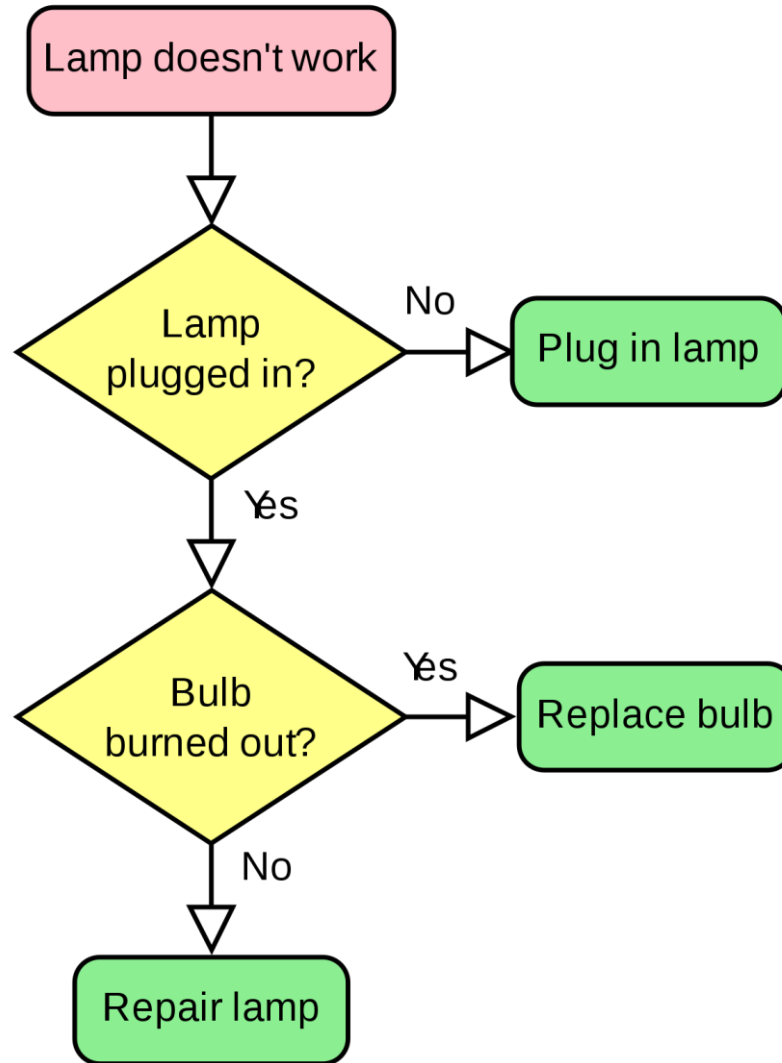 Lamp doesn't work
Lamp
plugged in?
No
Plug in lamp
Yes
Bulb
burned out?
Yes
Replace bulb
No
Repair lamp